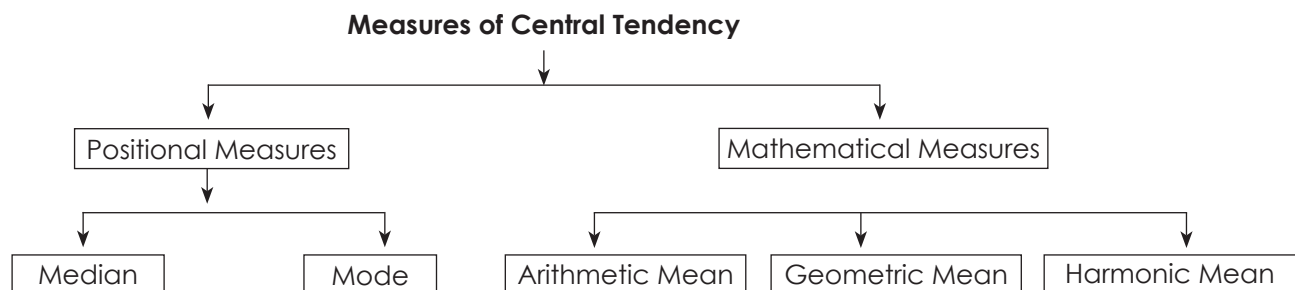 Measures of Central Tendency
Positional Measures
Mathematical Measures
Median
Mode
Arithmetic Mean
Geometric Mean
Harmonic Mean